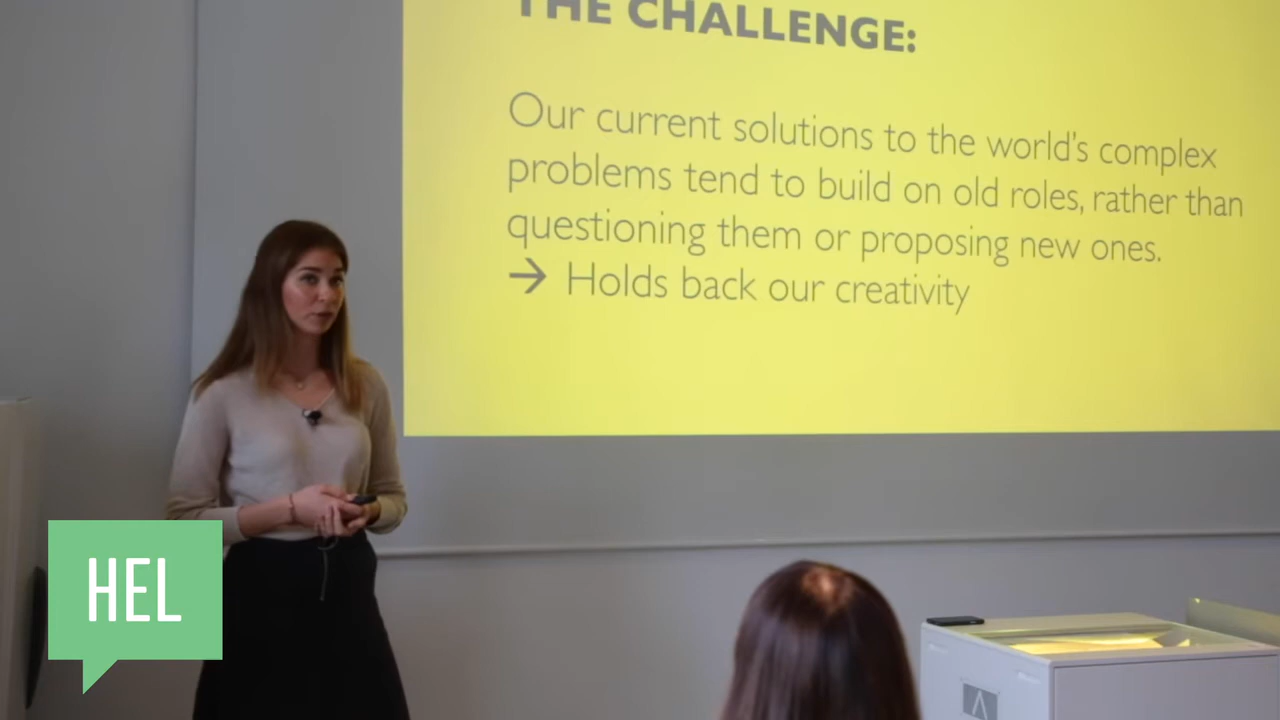 THE CHALLENGE:
Our current solutions to the world's complex
problems tend to build on old roles, rather than
questioning them or proposing new ones.
→ Holds back our creativity
HEL